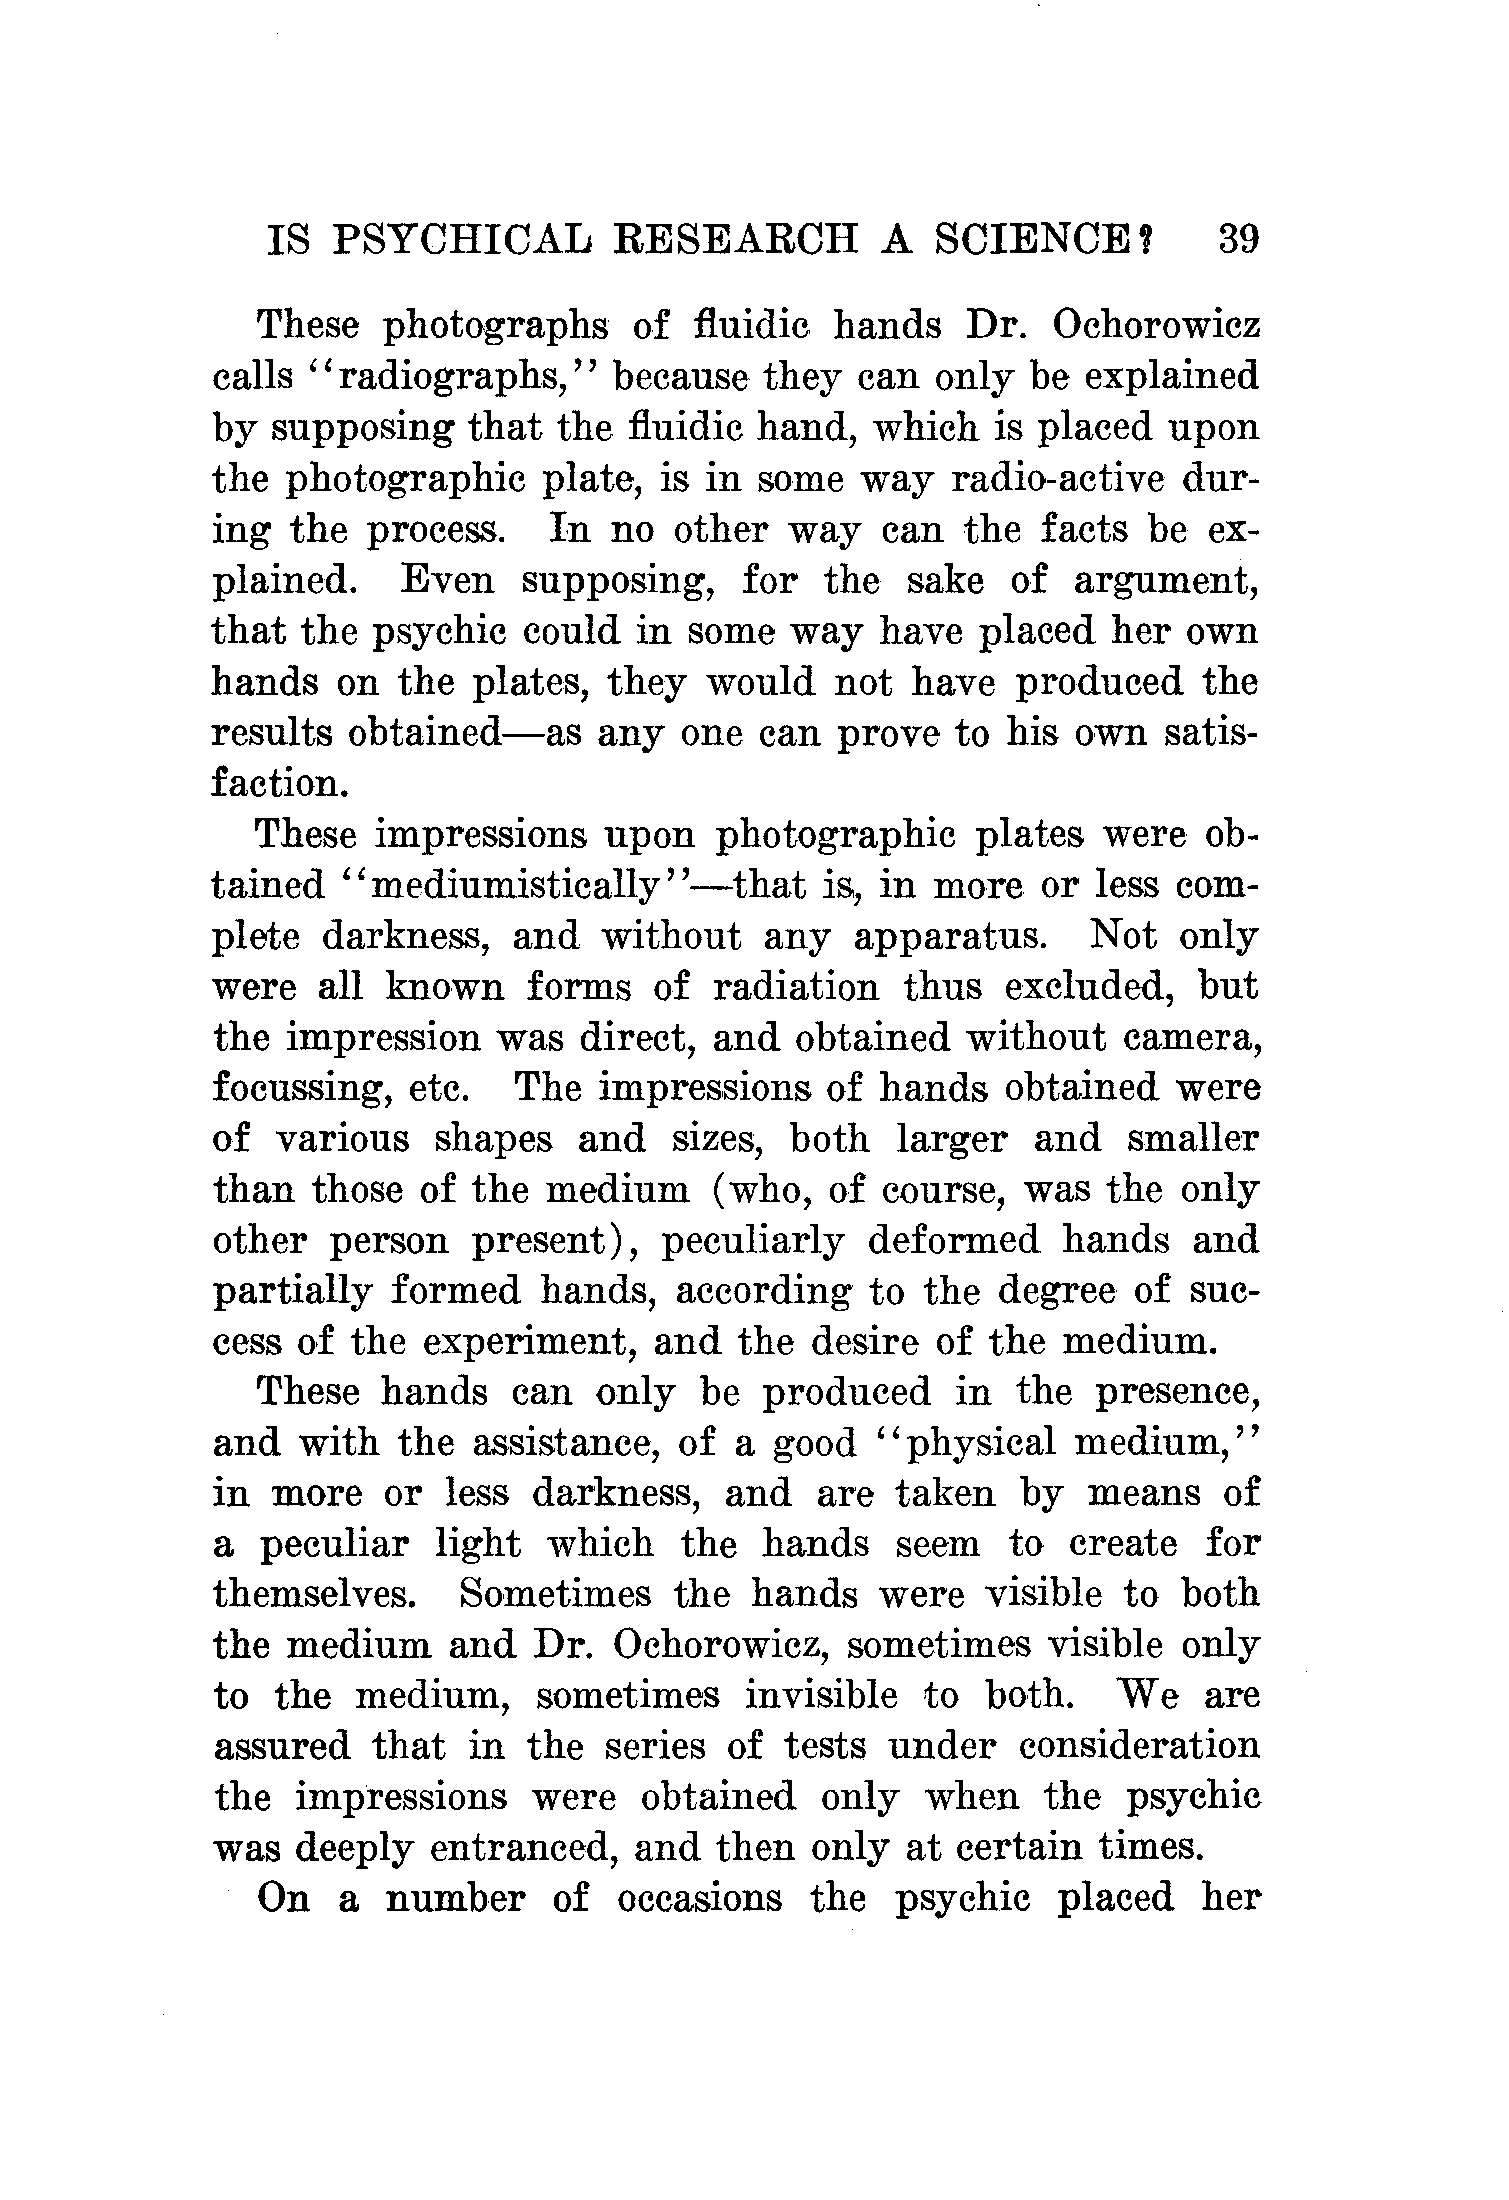 IS PSYCHICAL RESEARCH A SCIENCE? 39
These photographs of fluidic hands Dr. Ochorowicz
calls ‘‘radiographs,’’ because they can only be explained
by supposing that the fluidic hand, which is placed upon
the photographic plate, is in some way radio-active dur-
ing the process. In no other way can the facts be ex-
plained. Even supposing, for the sake of argument,
that the psychic could in some way have placed her own
hands on the plates, they would not have produced the
results obtained—as any one can prove to his own satis-
faction.
These impressions upon photographic plates were ob-
tained ‘‘mediumistically’’—that is, in more or less com-
plete darkness, and without any apparatus. Not only
were all known forms of radiation thus excluded, but
the impression was direct, and obtained without camera,
focussing, etc. The impressions of hands obtained were
of various shapes and sizes, both larger and smaller
than those of the medium (who, of course, was the only
other person present), peculiarly deformed hands and
partially formed hands, according to the degree of suc-
cess of the experiment, and the desire of the medium.
These hands can only be produced in the presence,
and with the assistance, of a good ‘‘physical medium,’’
in more or less darkness, and are taken by means of
a peculiar light which the hands seem to create for
themselves. Sometimes the hands were visible to both
the medium and Dr. Ochorowicz, sometimes visible only
to the medium, sometimes invisible to both. We are
assured that in the series of tests under consideration
the impressions were obtained only when the psychic
was deeply entranced, and then only at certain times.
On a number of occasions the psychic placed her